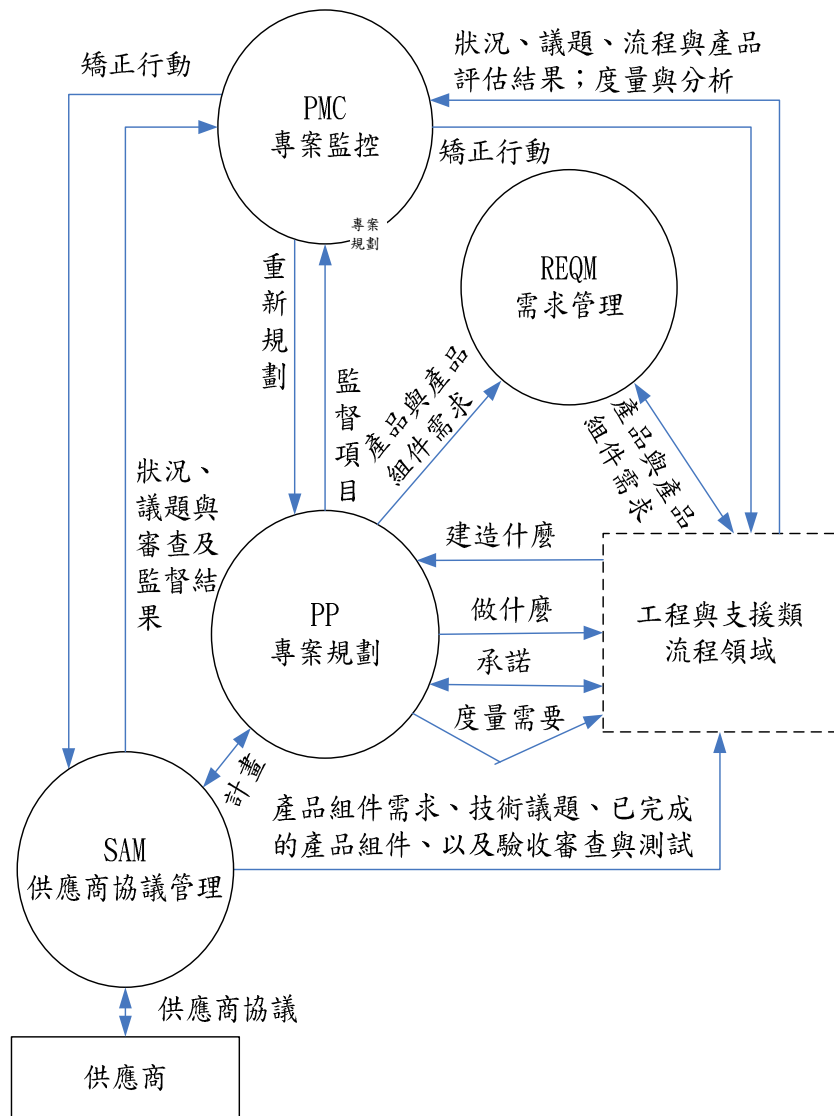 狀況、議題、流程與產品
評估結果；度量與分析
矯正行動
PMC
專案監控
矯正行動
專案
規劃
REQM
需求管理
重新規劃
監督項目
產品與產品
組件需求
產品與產品
組件需求
狀況、
議題與
審查及
監督結
果
建造什麼
PP
專案規劃
做什麼
工程與支援類
流程領域
承諾
度量需要
計畫
產品組件需求、技術議題、已完成
的產品組件、以及驗收審查與測試
SAM
供應商協議管理
供應商協議
供應商